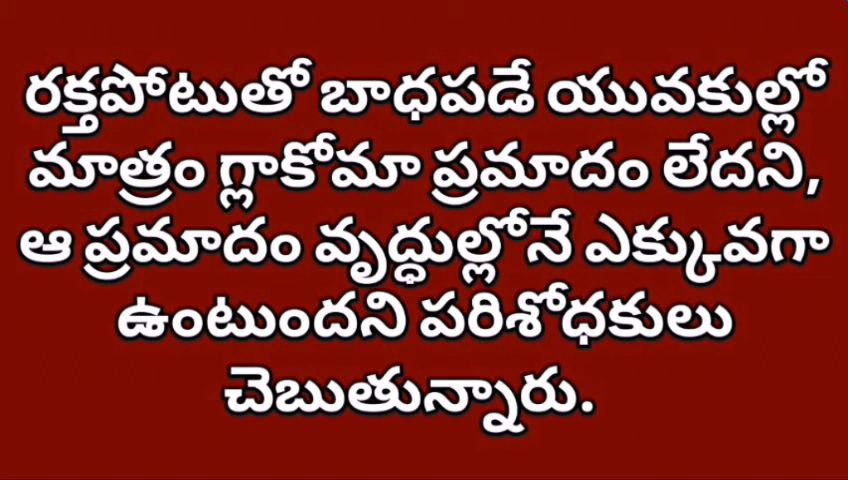 రక్తపోటుతో బాధపడే యువకుల్లో
మాత్రం గ్లాకోమా ప్రమాదం లేదని,
ఆ ప్రమాదం వృద్ధుల్లోనే ఎక్కువగా
ఉంటుందని పరిశోధకులు
చెబుతున్నారు.